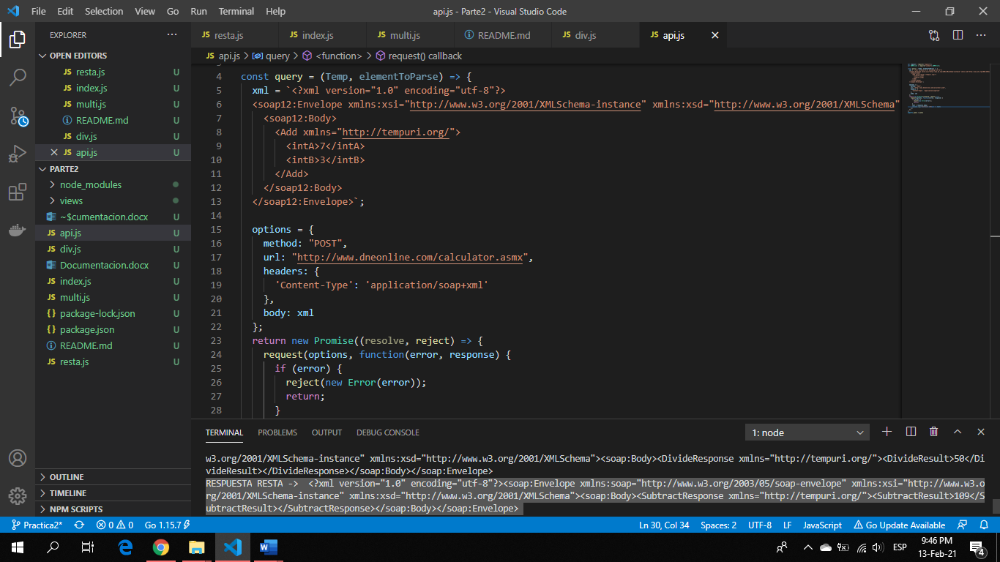 File Edit Selection View Go Run Terminal Help
api.js - Parte2 - Visual Studio Code
EXPLORER
OPEN EDITORS
JS resta.js U
JS index.js U
JS multi.js U
README.md U
JS div.js U
JS api.js U
PARTE2
node_modules
views
~$cumentacion.docx U
JS api.js U
JS div.js U
Documentacion.docx U
JS index.js U
JS multi.js U
{} package-lock.json U
{} package.json U
README.md U
JS resta.js U
OUTLINE
TIMELINE
NPM SCRIPTS
JS resta.js JS index.js JS multi.js README.md JS div.js JS api.js
JS api.js > query > <function> > request() callback
4 const query = (Temp, elementToParse) => {
5 xml = `<?xml version="1.0" encoding="utf-8"?>
6 <soap12:Envelope xmlns:xsi="http://www.w3.org/2001/XMLSchema-instance" xmlns:xsd="http://www.w3.org/2001/XMLSchema"
7 <soap12:Body>
8 <Add xmlns="http://tempuri.org/">
9 <intA>7</intA>
10 <intB>3</intB>
11 </Add>
12 </soap12:Body>
13 </soap12:Envelope>`;
14
15 options = {
16 method: "POST",
17 url: "http://www.dneonline.com/calculator.asmx",
18 headers: {
19 'Content-Type': 'application/soap+xml'
20 },
21 body: xml
22 };
23 return new Promise((resolve, reject) => {
24 request(options, function(error, response) {
25 if (error) {
26 reject(new Error(error));
27 return;
28 }
TERMINAL PROBLEMS OUTPUT DEBUG CONSOLE
1: node
w3.org/2001/XMLSchema-instance" xmlns:xsd="http://www.w3.org/2001/XMLSchema"><soap:Body><DivideResponse xmlns="http://tempuri.org/"><DivideResult>50</Di
videResult></DivideResponse></soap:Body></soap:Envelope>
RESPUESTA RESTA -> <?xml version="1.0" encoding="utf-8"?><soap:Envelope xmlns:soap="http://www.w3.org/2003/05/soap-envelope" xmlns:xsi="http://www.w3.o
rg/2001/XMLSchema-instance" xmlns:xsd="http://www.w3.org/2001/XMLSchema"><soap:Body><SubtractResponse xmlns="http://tempuri.org/"><SubtractResult>109</S
ubtractResult></SubtractResponse></soap:Body></soap:Envelope>
Practica2* 0 0 Go 1.15.7 Ln 30, Col 34 Spaces: 2 UTF-8 LF JavaScript Go Update Available
ESP
9:46 PM
13-Feb-21
4